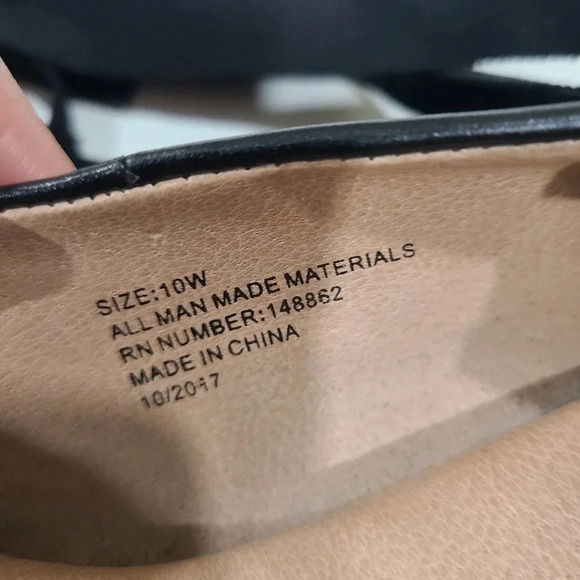 SIZE:10W
ALL MAN MADE MATERIALS
RN NUMBER:148862
MADE IN CHINA
10/2017